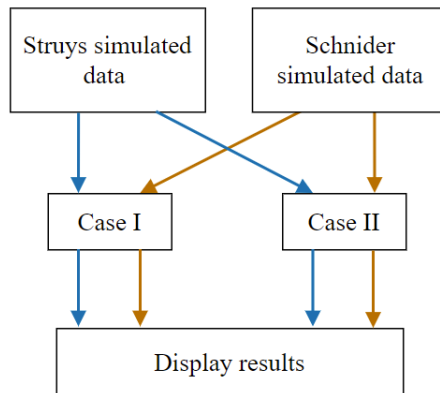 Struys simulated
data
Schnider
simulated data
Case I
Case II
Display results